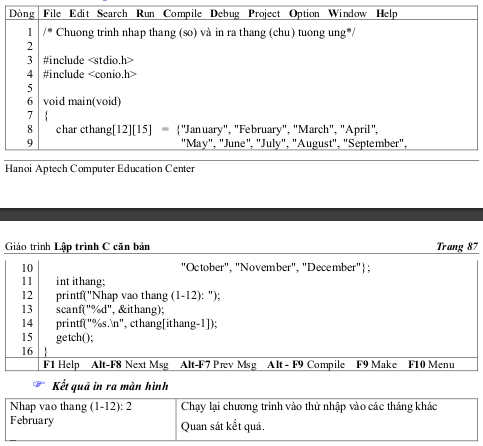 Dòng File Edit Search Run Compile Debug Project Option Window Help
1 /* Chuong trinh nhap thang (so) và in ra thang (chu) tuong ung*/
2
3 #include <stdio.h>
4 #include <conio.h>
5
6 void main(void)
7 {
8 char cthang[12][15] = {"January", "February", "March", "April",
9 "May", "June", "July", "August", "September",
Hanoi Aptech Computer Education Center
Giáo trình Lập trình C căn bản Trang 87
10 "October", "November", "December"};
11 int ithang;
12 printf("Nhap vao thang (1-12): ");
13 scanf("%d", &ithang);
14 printf("%s.\n", cthang[ithang-1]);
15 getch();
16 }
F1 Help Alt-F8 Next Msg Alt-F7 Prev Msg Alt - F9 Compile F9 Make F10 Menu
Kết quả in ra màn hình
Nhap vao thang (1-12): 2 Chạy lại chương trình vào thử nhập vào các tháng khác
February Quan sát kết quả.
_